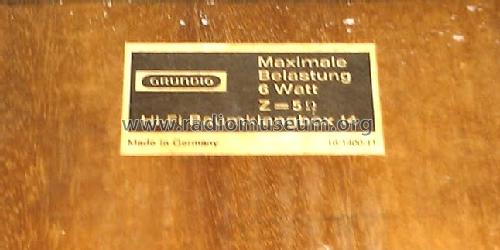 GRUNDIG
Maximale
Belastung
6 Watt
Z = 5 Ω
Made in Germany
www.radiomuseum.org